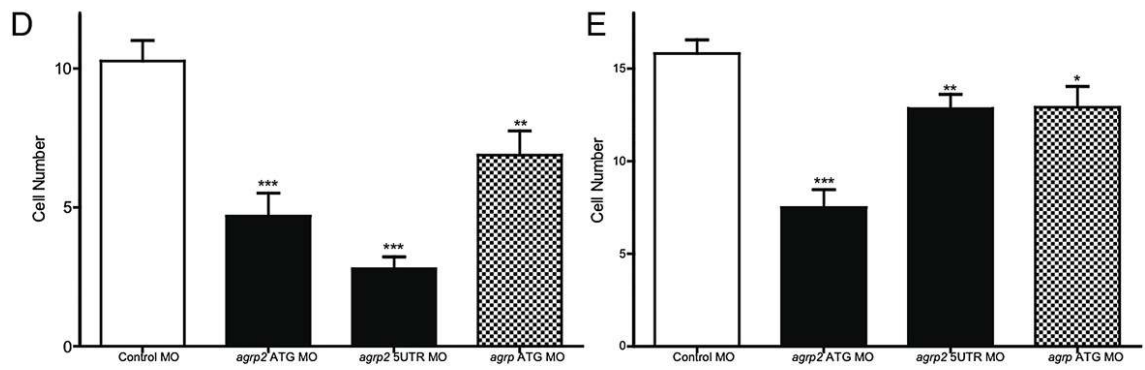 D
10
5
0
Cell Number
***
***
**
Control MO
agrp2 ATG MO
agrp2 5UTR MO
agrp ATG MO
E
15
10
5
0
Cell Number
***
**
*
Control MO
agrp2 ATG MO
agrp2 5UTR MO
agrp ATG MO